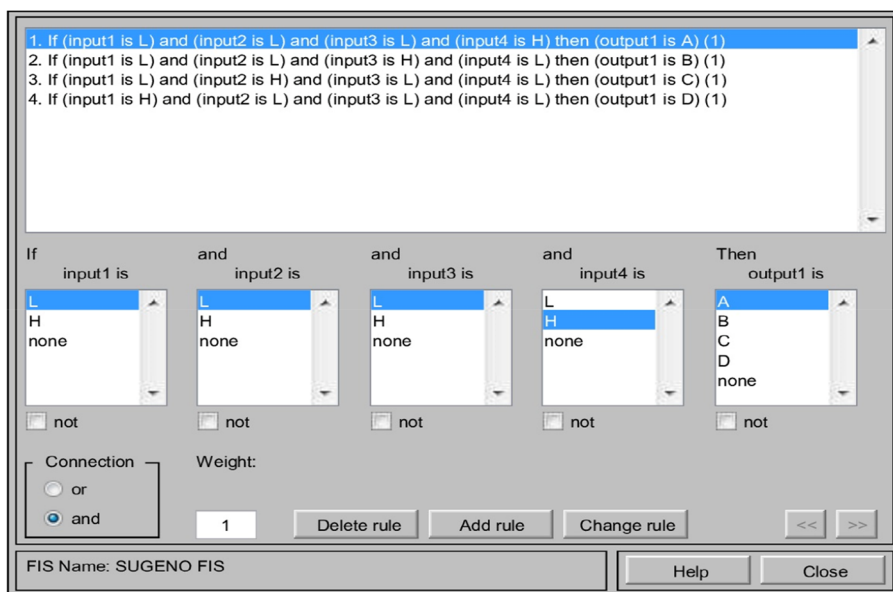 1. If (input1 is L) and (input2 is L) and (input3 is L) and (input4 is H) then (output1 is A) (1)
2. If (input1 is L) and (input2 is L) and (input3 is H) and (input4 is L) then (output1 is B) (1)
3. If (input1 is L) and (input2 is H) and (input3 is L) and (input4 is L) then (output1 is C) (1)
4. If (input1 is H) and (input2 is L) and (input3 is L) and (input4 is L) then (output1 is D) (1)
If and and and Then
input1 is input2 is input3 is input4 is output1 is
L L L L A
H H H H B
none none none none C
D
none
not not not not not
Connection Weight:
or
and 1 Delete rule Add rule Change rule << >>
FIS Name: SUGENO FIS Help Close